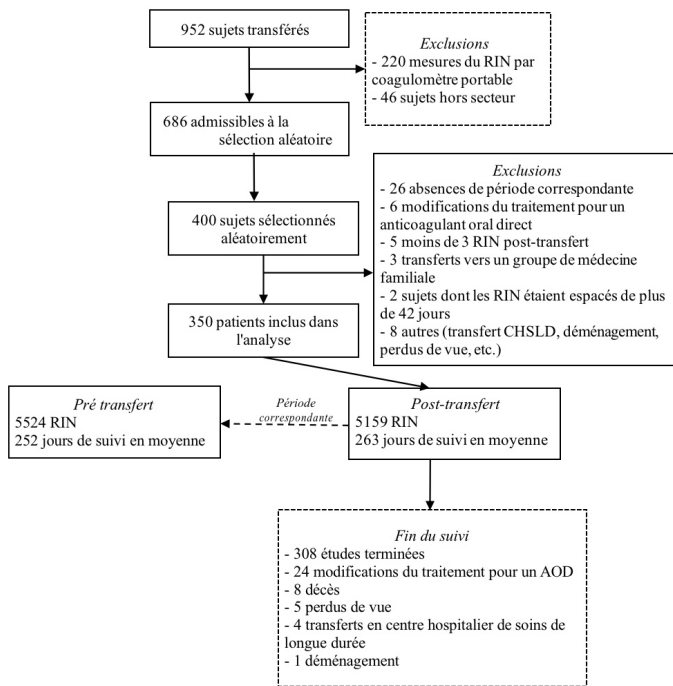 952 sujets transférés
Exclusions
- 220 mesures du RIN par
coagulomètre portable
- 46 sujets hors secteur
686 admissibles à la
sélection aléatoire
Exclusions
- 26 absences de période correspondante
- 6 modifications du traitement pour un
anticoagulant oral direct
- 5 moins de 3 RIN post-transfert
- 3 transferts vers un groupe de médecine
familiale
- 2 sujets dont les RIN étaient espacés de plus
de 42 jours
- 8 autres (transfert CHSLD, déménagement,
perdus de vue, etc.)
400 sujets sélectionnés
aléatoirement
350 patients inclus dans
l'analyse
Pré transfert
5524 RIN
252 jours de suivi en moyenne
Période
correspondante
Post-transfert
5159 RIN
263 jours de suivi en moyenne
Fin du suivi
- 308 études terminées
- 24 modifications du traitement pour un AOD
- 8 décès
- 5 perdus de vue
- 4 transferts en centre hospitalier de soins de
longue durée
- 1 déménagement